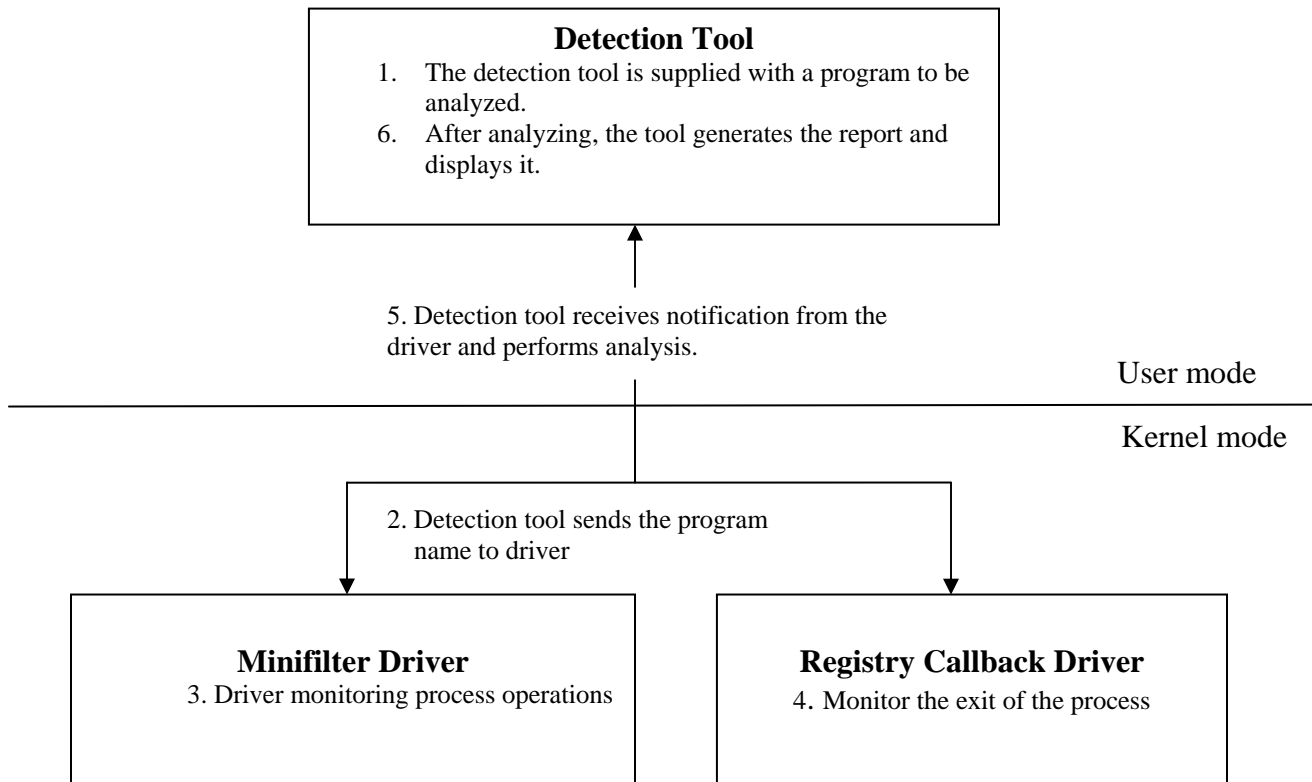 Detection Tool
1. The detection tool is supplied with a program to be
analyzed.
6. After analyzing, the tool generates the report and
displays it.
5. Detection tool receives notification from the
driver and performs analysis.
User mode
Kernel mode
2. Detection tool sends the program
name to driver
Minifilter Driver
3. Driver monitoring process operations
Registry Callback Driver
4. Monitor the exit of the process